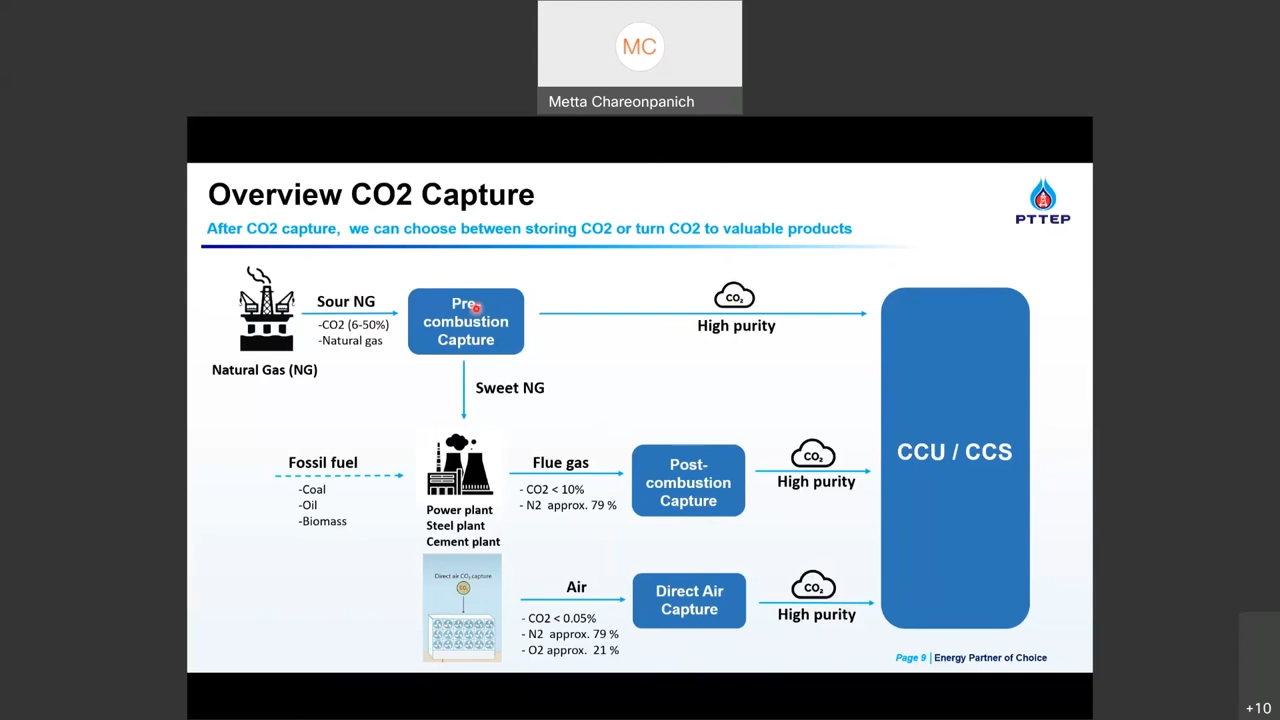 MC
Metta Chareonpanich
Overview CO2 Capture
After CO2 capture, we can choose between storing CO2 or turn CO2 to valuable products
PTTEP
Sour NG
-CO2 (6-50%)
-Natural gas
Natural Gas (NG)
Pre-
combustion
Capture
CO₂
High purity
Sweet NG
Fossil fuel
-Coal
-Oil
-Biomass
Power plant
Steel plant
Cement plant
Flue gas
- CO2 < 10%
- N2 approx. 79 %
Post-
combustion
Capture
CO₂
High purity
CCU / CCS
Direct air CO₂ capture
CO₂
Air
- CO2 < 0.05%
- N2 approx. 79 %
- O2 approx. 21 %
Direct Air
Capture
CO₂
High purity
Page 9 | Energy Partner of Choice
+10